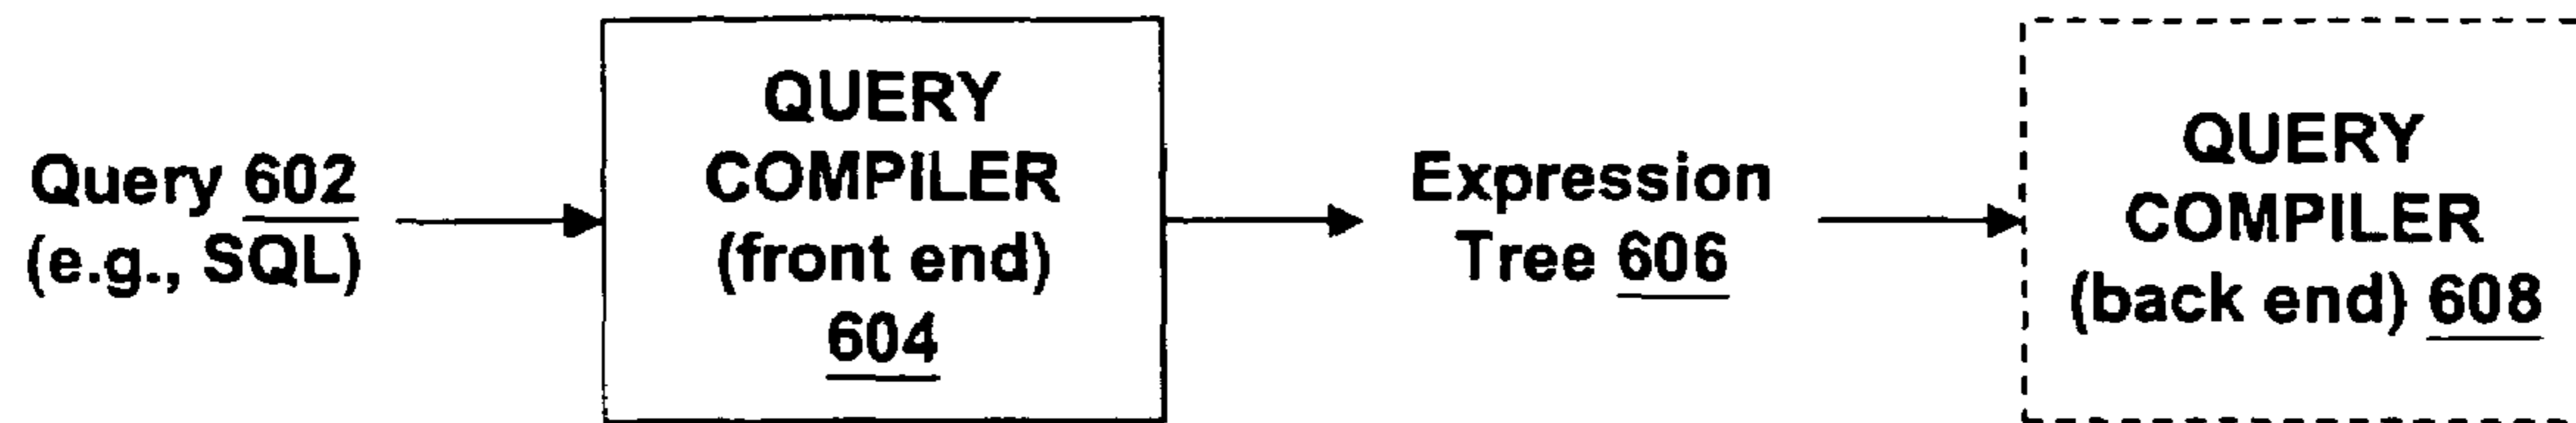 Query 602
(e.g., SQL)
QUERY
COMPILER
(front end)
604
Expression
Tree 606
QUERY
COMPILER
(back end) 608